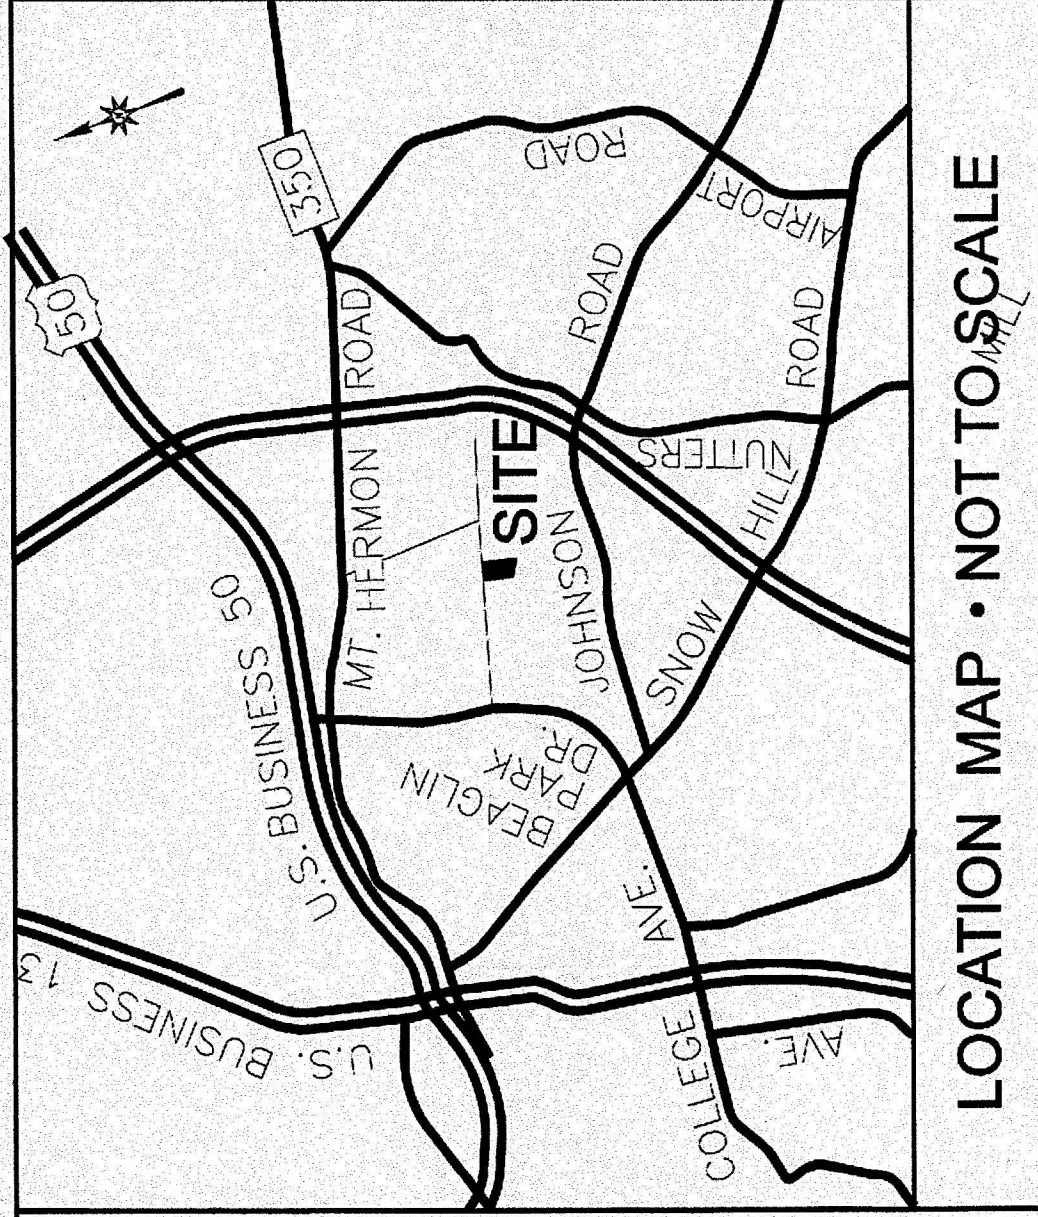 350
50
MT. HERMON ROAD
U.S. BUSINESS 50
U.S. BUSINESS 13
AIRPORT ROAD
JOHNSON ROAD
SITE
NUTTERS
SNOW HILL ROAD
BEAGLIN
PARK
DR.
COLLEGE AVE.
AVE.
MILL
LOCATION MAP • NOT TO SCALE